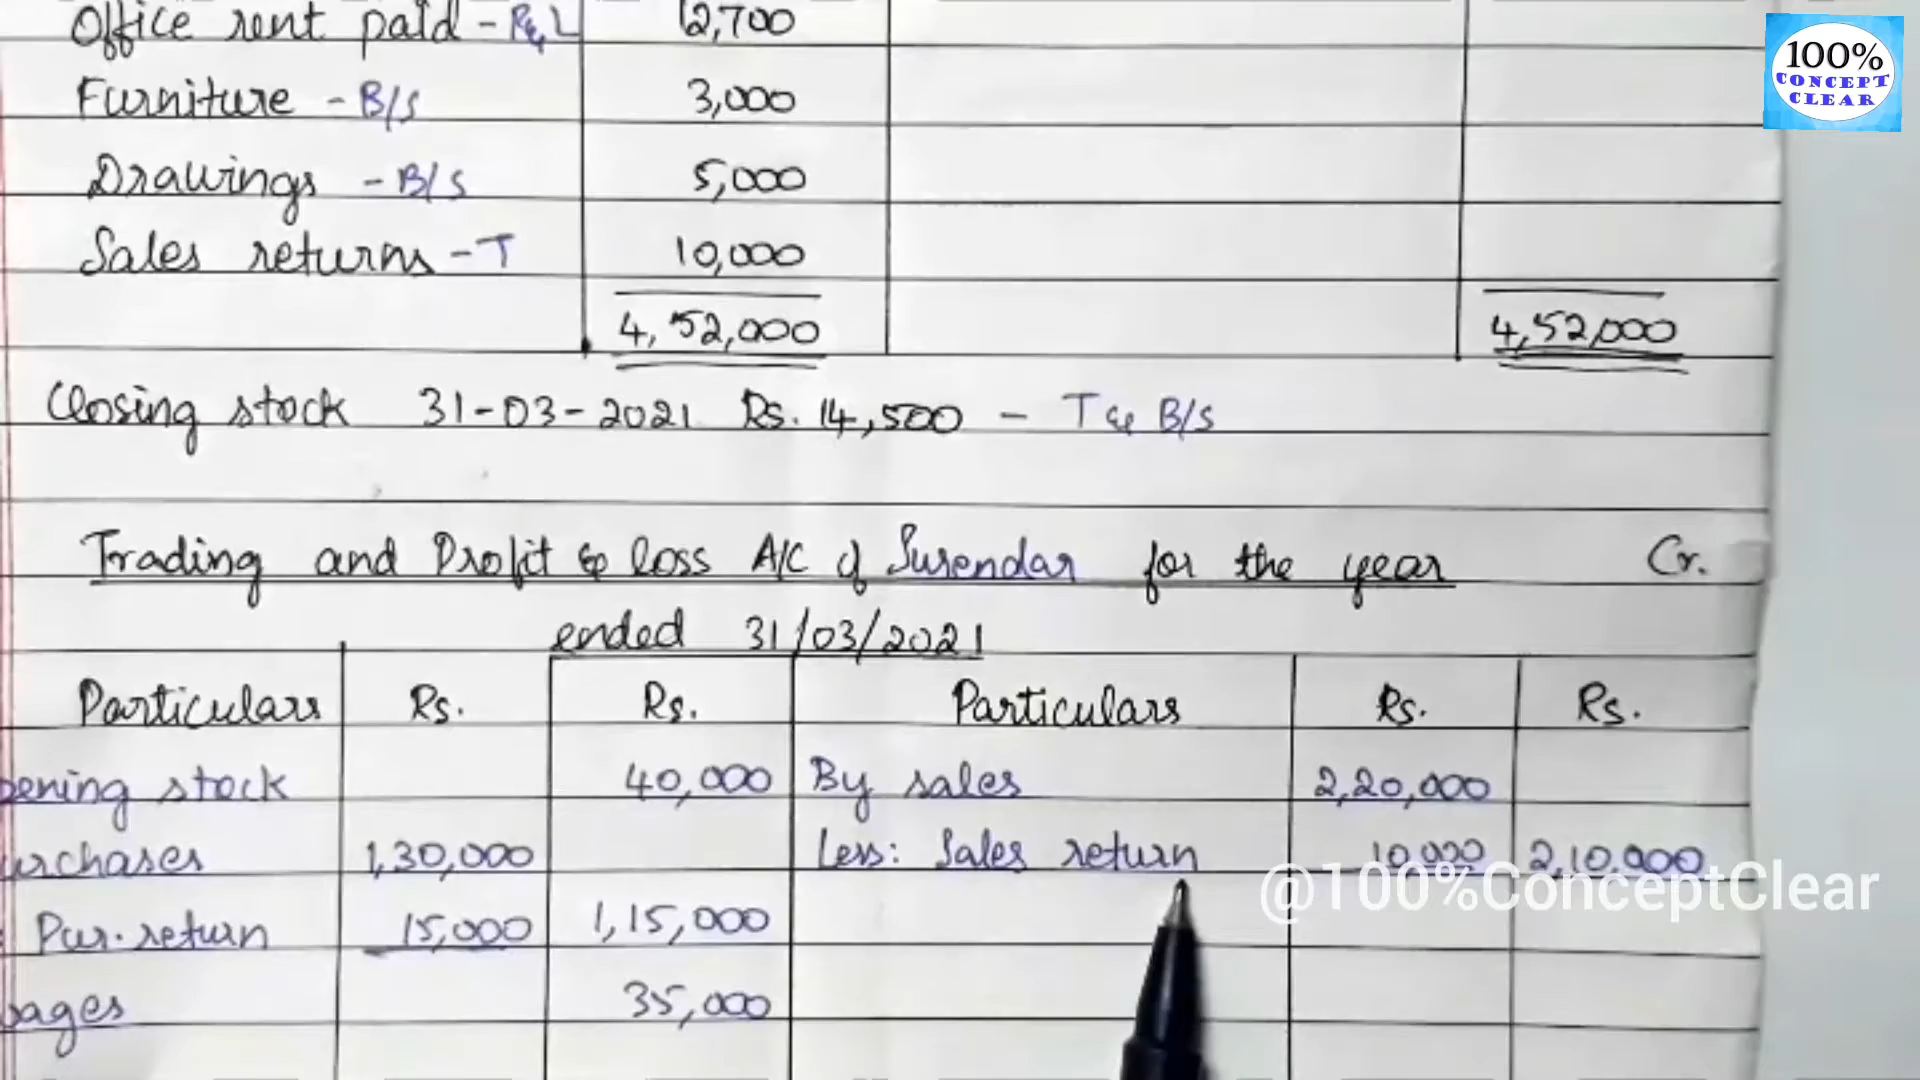 Office rent paid - P&L 12,700
100%
CONCEPT
CLEAR
Furniture - B/S 3,000
Drawings - B/S 5,000
Sales returns - T 10,000
4,52,000 4,52,000
Closing stock 31-03-2021 Rs. 14,500 - T & B/S
Trading and Profit & loss A/C of Surendar for the year Cr.
ended 31/03/2021
Particulars Rs. Rs. Particulars Rs. Rs.
pening stock 40,000 By sales 2,20,000
urchases 1,30,000 Less: Sales return 10,000 2,10,000
@100%ConceptClear
: Pur. return 15,000 1,15,000
wages 35,000